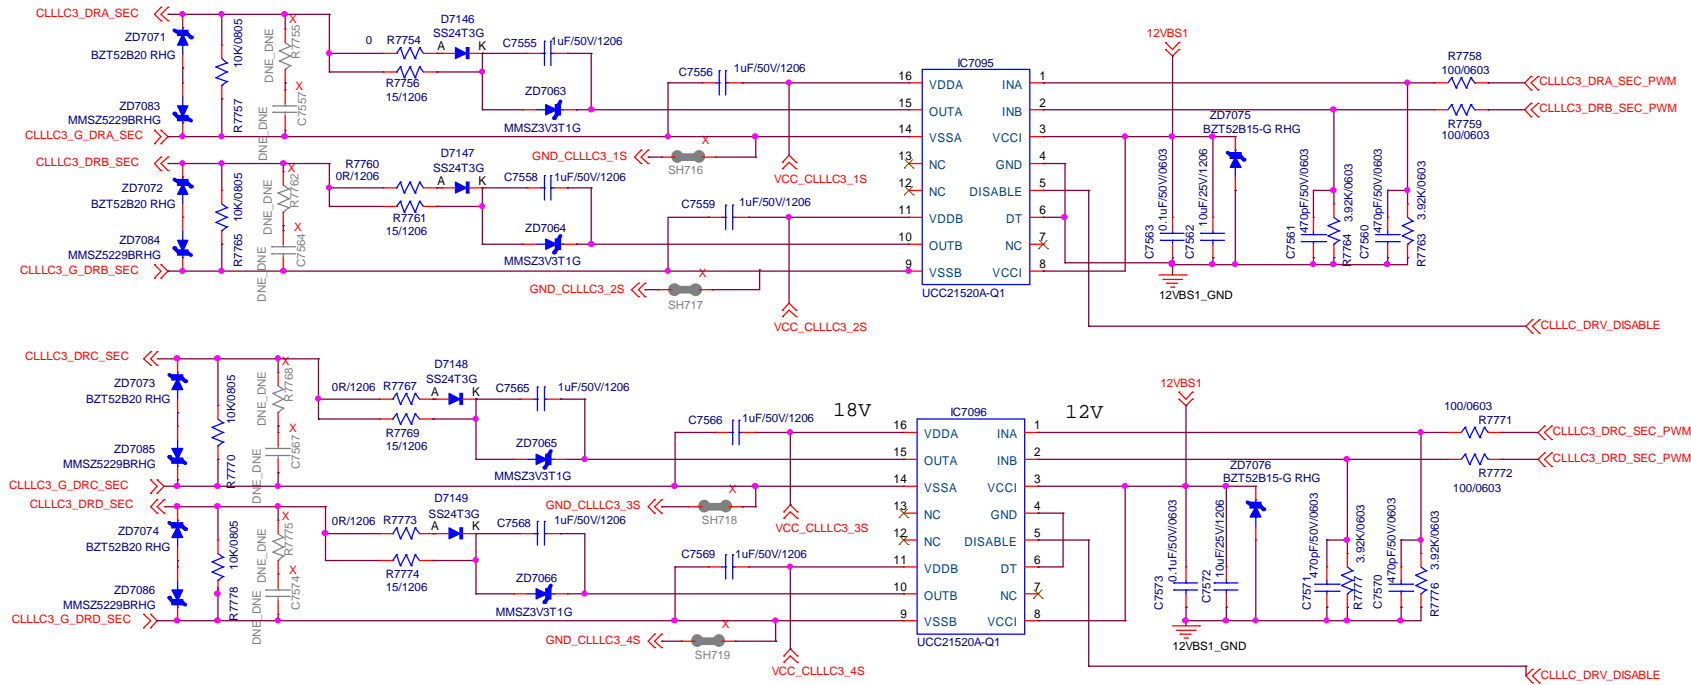 CLLLC3_DRA_SEC
ZD7071
BZT52B20 RHG
10K/0805
R7757
DNE_DNE
R7755
X
X
C7557
DNE_DNE
ZD7083
MMSZ5229BRHG
CLLLC3_G_DRA_SEC
0
R7754
D7146
SS24T3G
A
K
R7756
15/1206
C7555
1uF/50V/1206
ZD7063
MMSZ3V3T1G
C7556
1uF/50V/1206
X
SH716
GND_CLLLC3_1S
VCC_CLLLC3_1S
IC7095
16 VDDA INA 1
15 OUTA INB 2
14 VSSA VCCI 3
13 NC GND 4
12 NC DISABLE 5
11 VDDB DT 6
10 OUTB NC 7
9 VSSB VCCI 8
UCC21520A-Q1
12VBS1
R7758
100/0603
CLLLC3_DRA_SEC_PWM
CLLLC3_DRB_SEC_PWM
R7759
100/0603
ZD7075
BZT52B15-G RHG
C7563
0.1uF/50V/0603
C7562
10uF/25V/1206
C7561
470pF/50V/0603
R7764
3.92K/0603
C7560
470pF/50V/0603
R7763
3.92K/0603
12VBS1_GND
CLLLC_DRV_DISABLE
CLLLC3_DRB_SEC
ZD7072
BZT52B20 RHG
10K/0805
R7765
DNE_DNE
R7762
X
X
C7564
DNE_DNE
ZD7084
MMSZ5229BRHG
CLLLC3_G_DRB_SEC
R7760
0R/1206
D7147
SS24T3G
A
K
R7761
15/1206
C7558
1uF/50V/1206
ZD7064
MMSZ3V3T1G
C7559
1uF/50V/1206
X
SH717
GND_CLLLC3_2S
VCC_CLLLC3_2S
CLLLC3_DRC_SEC
ZD7073
BZT52B20 RHG
10K/0805
R7770
DNE_DNE
R7768
X
X
C7567
DNE_DNE
ZD7085
MMSZ5229BRHG
CLLLC3_G_DRC_SEC
0R/1206
R7767
D7148
SS24T3G
A
K
R7769
15/1206
C7565
1uF/50V/1206
ZD7065
MMSZ3V3T1G
C7566
1uF/50V/1206
18V
12V
X
SH718
GND_CLLLC3_3S
VCC_CLLLC3_3S
IC7096
16 VDDA INA 1
15 OUTA INB 2
14 VSSA VCCI 3
13 NC GND 4
12 NC DISABLE 5
11 VDDB DT 6
10 OUTB NC 7
9 VSSB VCCI 8
UCC21520A-Q1
12VBS1
100/0603
R7771
CLLLC3_DRC_SEC_PWM
CLLLC3_DRD_SEC_PWM
R7772
100/0603
ZD7076
BZT52B15-G RHG
C7573
0.1uF/50V/0603
C7572
10uF/25V/1206
C7571
470pF/50V/0603
R7777
3.92K/0603
C7570
470pF/50V/0603
R7776
3.92K/0603
12VBS1_GND
CLLLC_DRV_DISABLE
CLLLC3_DRD_SEC
ZD7074
BZT52B20 RHG
10K/0805
R7778
DNE_DNE
R7775
X
X
C7574
DNE_DNE
ZD7086
MMSZ5229BRHG
CLLLC3_G_DRD_SEC
0R/1206
R7773
D7149
SS24T3G
A
K
R7774
15/1206
C7568
1uF/50V/1206
ZD7066
MMSZ3V3T1G
C7569
1uF/50V/1206
X
SH719
GND_CLLLC3_4S
VCC_CLLLC3_4S